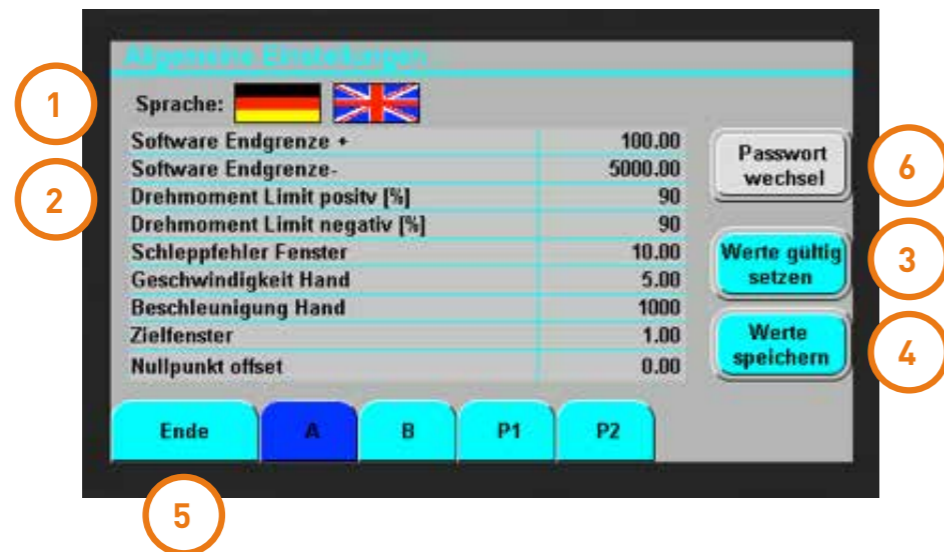 Allgemeine Einstellungen
1
Sprache:
Software Endgrenze + 100.00
Software Endgrenze- 5000.00
2
Drehmoment Limit positv [%] 90
Drehmoment Limit negativ [%] 90
Schleppfehler Fenster 10.00
Geschwindigkeit Hand 5.00
Beschleunigung Hand 1000
Zielfenster 1.00
Nullpunkt offset 0.00
Passwort
wechsel
6
Werte gültig
setzen
3
Werte
speichern
4
Ende A B P1 P2
5